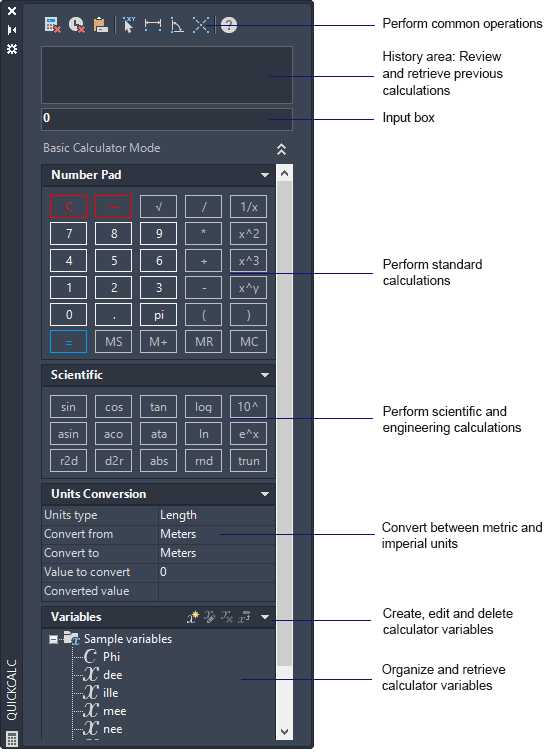 Perform common operations
History area: Review
and retrieve previous
calculations
0
Input box
Basic Calculator Mode
Number Pad
C √ / 1/x
7 8 9 * x^2
4 5 6 + x^3
1 2 3 - x^y
0 . pi ( )
= MS M+ MR MC
Perform standard
calculations
Scientific
sin cos tan log 10^
asin aco ata ln e^x
r2d d2r abs rnd trun
Perform scientific and
engineering calculations
Units Conversion
Units type Length
Convert from Meters
Convert to Meters
Value to convert 0
Converted value
Convert between metric and
imperial units
Variables
Create, edit and delete
calculator variables
Sample variables
Phi
dee
ille
mee
nee
Organize and retrieve
calculator variables
QUICKCALC